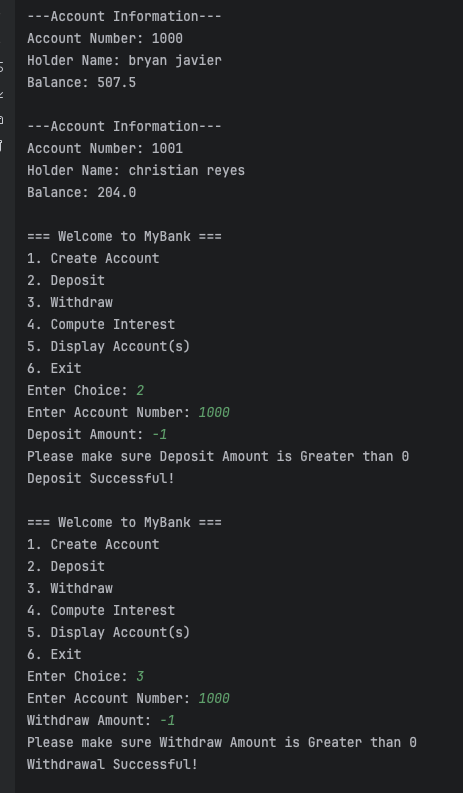 ---Account Information---
Account Number: 1000
Holder Name: bryan javier
Balance: 507.5
---Account Information---
Account Number: 1001
Holder Name: christian reyes
Balance: 204.0
=== Welcome to MyBank ===
1. Create Account
2. Deposit
3. Withdraw
4. Compute Interest
5. Display Account(s)
6. Exit
Enter Choice: 2
Enter Account Number: 1000
Deposit Amount: -1
Please make sure Deposit Amount is Greater than 0
Deposit Successful!
=== Welcome to MyBank ===
1. Create Account
2. Deposit
3. Withdraw
4. Compute Interest
5. Display Account(s)
6. Exit
Enter Choice: 3
Enter Account Number: 1000
Withdraw Amount: -1
Please make sure Withdraw Amount is Greater than 0
Withdrawal Successful!